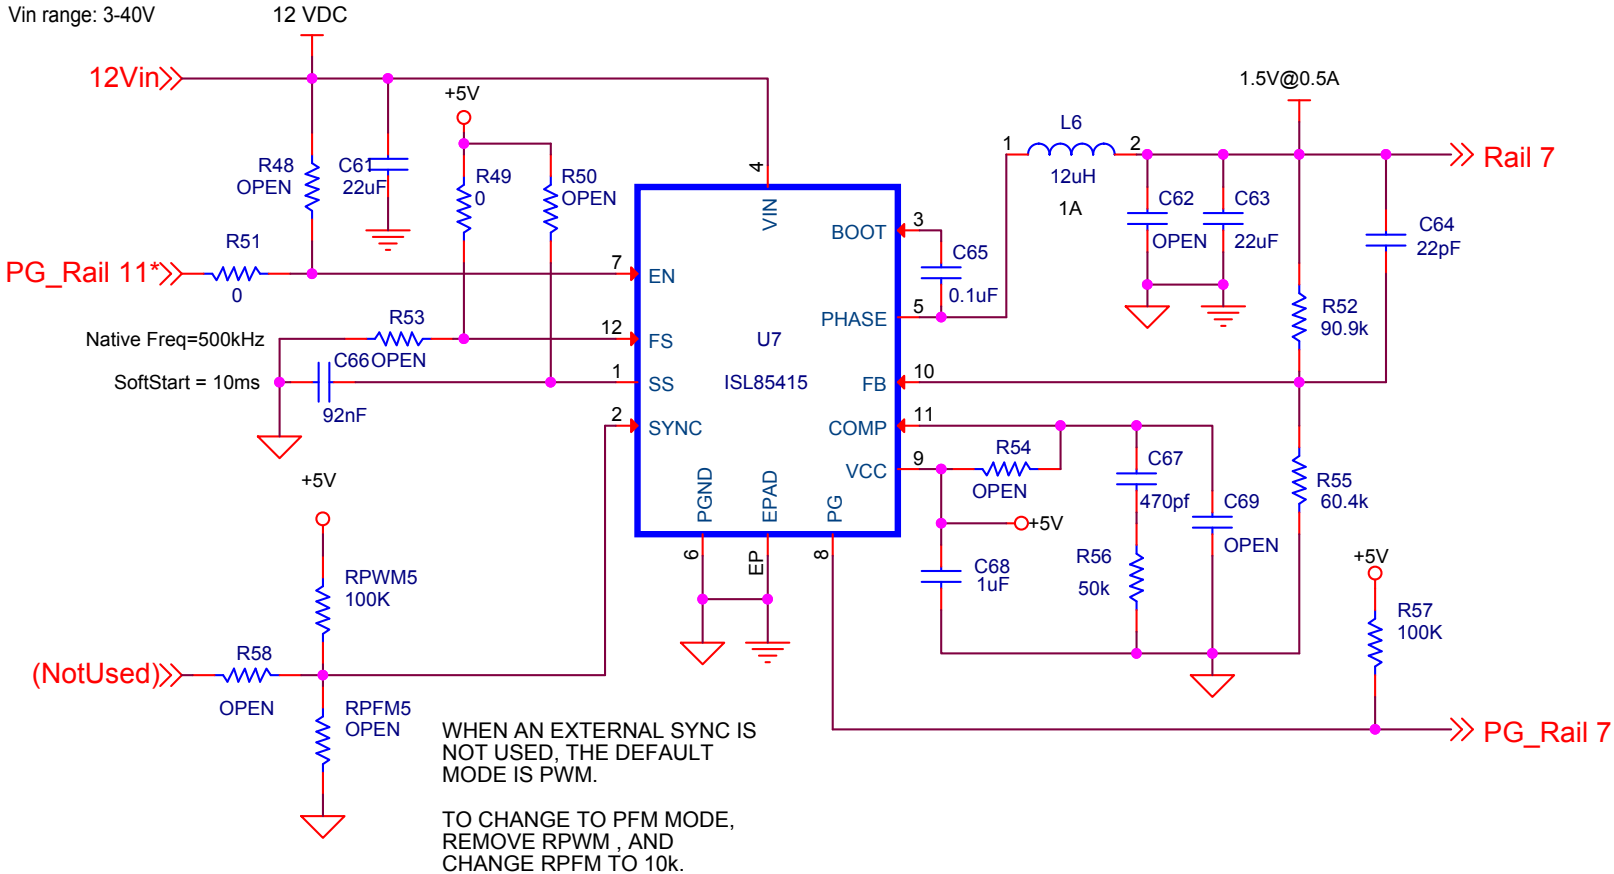 Vin range: 3-40V
12 VDC
12Vin
+5V
R48
OPEN
C61
22uF
R49
0
R50
OPEN
R51
0
PG_Rail 11*
7
EN
4
VIN
BOOT
3
C65
0.1uF
PHASE
5
1
L6
2
12uH
1A
1.5V@0.5A
Rail 7
C62
OPEN
C63
22uF
C64
22pF
R52
90.9k
Native Freq=500kHz
R53
OPEN
12
FS
U7
ISL85415
SoftStart = 10ms
C66
92nF
1
SS
FB
10
2
SYNC
COMP
11
VCC
9
R54
OPEN
C67
470pf
C69
OPEN
R55
60.4k
+5V
C68
1uF
R56
50k
PGND
6
EPAD
EP
PG
8
+5V
R57
100K
PG_Rail 7
+5V
RPWM5
100K
(NotUsed)
R58
OPEN
RPFM5
OPEN
WHEN AN EXTERNAL SYNC IS
NOT USED, THE DEFAULT
MODE IS PWM.
TO CHANGE TO PFM MODE,
REMOVE RPWM , AND
CHANGE RPFM TO 10k.